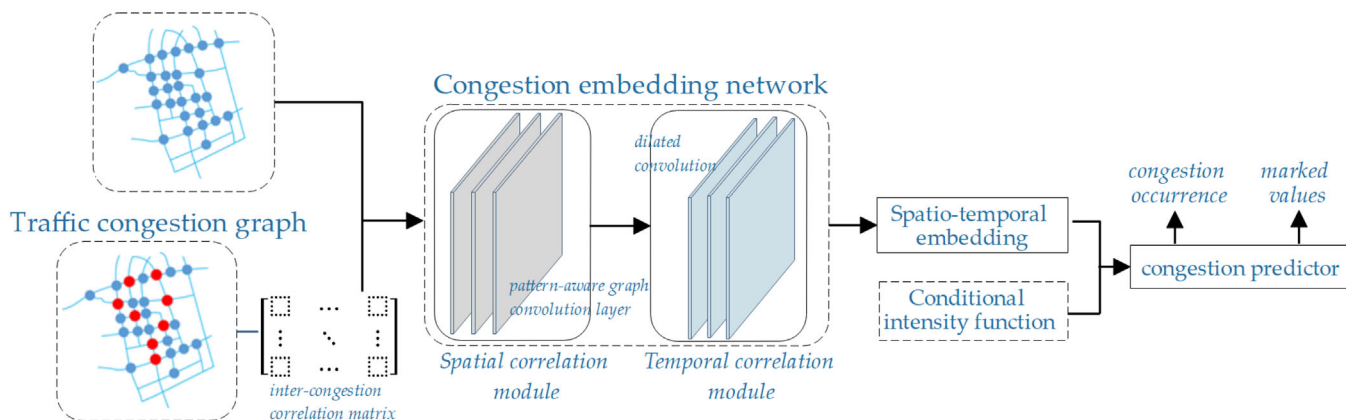 Congestion embedding network
dilated
convolution
congestion
occurrence
marked
values
Traffic congestion graph
Spatio-temporal
embedding
congestion predictor
pattern-aware graph
convolution layer
Conditional
intensity function
Spatial correlation
module
Temporal correlation
module
inter-congestion
correlation matrix